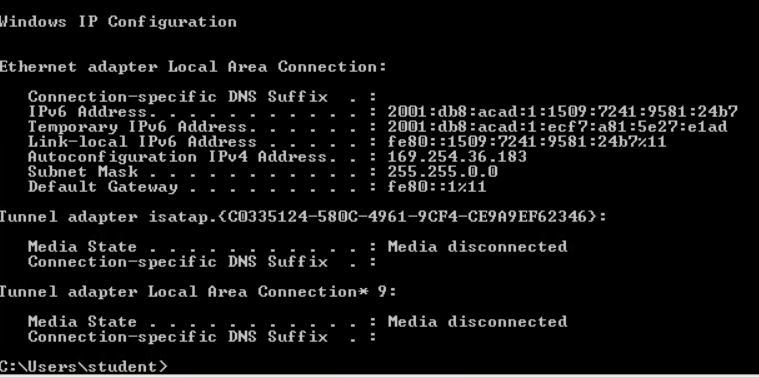 Windows IP Configuration
Ethernet adapter Local Area Connection:
Connection-specific DNS Suffix . :
IPv6 Address. . . . . . . . . . . : 2001:db8:acad:1:1509:7241:9581:24b7
Temporary IPv6 Address. . . . . . : 2001:db8:acad:1:ecf7:a81:5e27:e1ad
Link-local IPv6 Address . . . . . : fe80::1509:7241:9581:24b7%11
Autoconfiguration IPv4 Address. . : 169.254.36.183
Subnet Mask . . . . . . . . . . . : 255.255.0.0
Default Gateway . . . . . . . . . : fe80::1%11
Tunnel adapter isatap.{C0335124-580C-4961-9CF4-CE9A9EF62346}:
Media State . . . . . . . . . . . : Media disconnected
Connection-specific DNS Suffix . :
Tunnel adapter Local Area Connection* 9:
Media State . . . . . . . . . . . : Media disconnected
Connection-specific DNS Suffix . :
C:\Users\student>